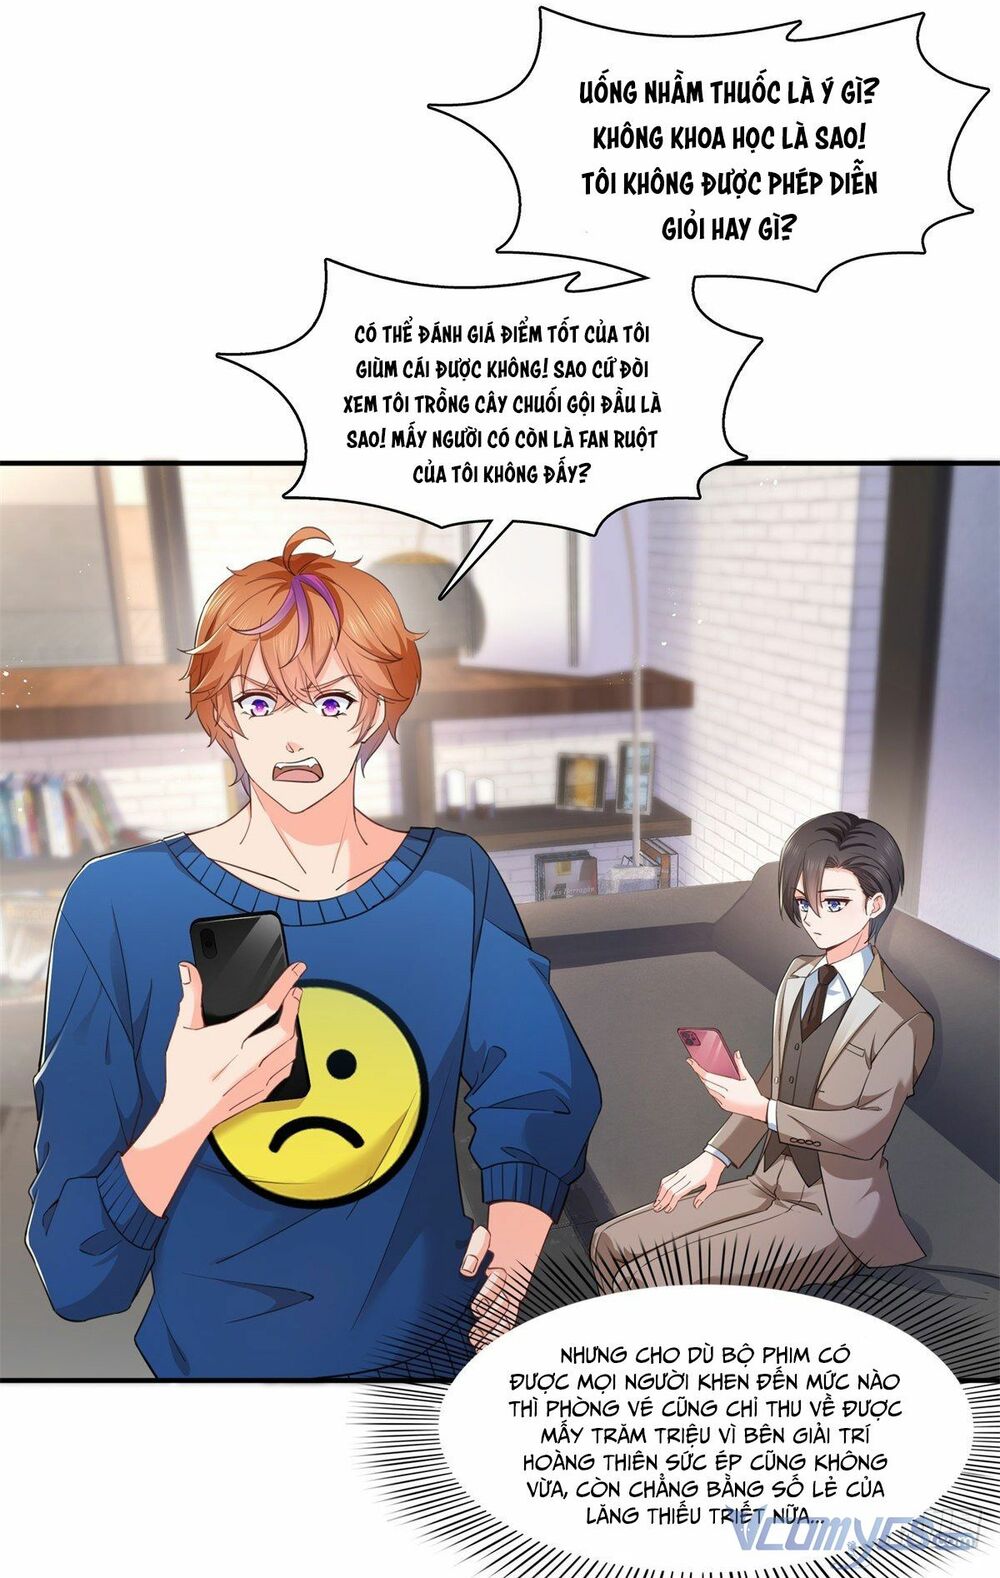 UỐNG NHẦM THUỐC LÀ Ý GÌ?
KHÔNG KHOA HỌC LÀ SAO!
TÔI KHÔNG ĐƯỢC PHÉP DIỄN
GIỎI HAY GÌ?
CÓ THỂ ĐÁNH GIÁ ĐIỂM TỐT CỦA TÔI
GIÙM CÁI ĐƯỢC KHÔNG! SAO CỨ ĐÒI
XEM TÔI TRỒNG CÂY CHUỐI GỘI ĐẦU LÀ
SAO! MẤY NGƯỜI CÓ CÒN LÀ FAN RUỘT
CỦA TÔI KHÔNG ĐẤY?
NHƯNG CHO DÙ BỘ PHIM CÓ
ĐƯỢC MỌI NGƯỜI KHEN ĐẾN MỨC NÀO
THÌ PHÒNG VÉ CŨNG CHỈ THU VỀ ĐƯỢC
MẤY TRĂM TRIỆU VÌ BÊN GIẢI TRÍ
HOÀNG THIÊN SỨC ÉP CŨNG KHÔNG
VỪA, CÒN CHẲNG BẰNG SỐ LẺ CỦA
LĂNG THIẾU TRIẾT NỮA...